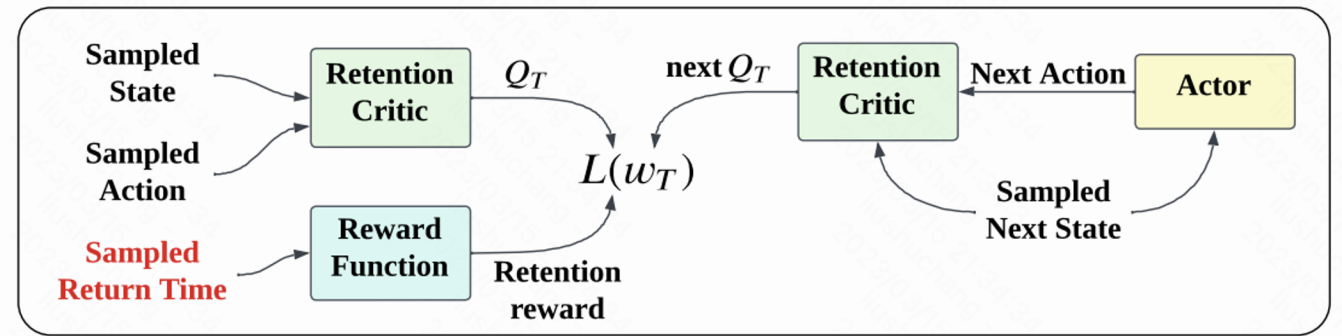 Sampled
State
Sampled
Action
Sampled
Return Time
Retention
Critic
Reward
Function
Q_T
Retention
reward
L(w_T)
next Q_T
Retention
Critic
Next Action
Actor
Sampled
Next State